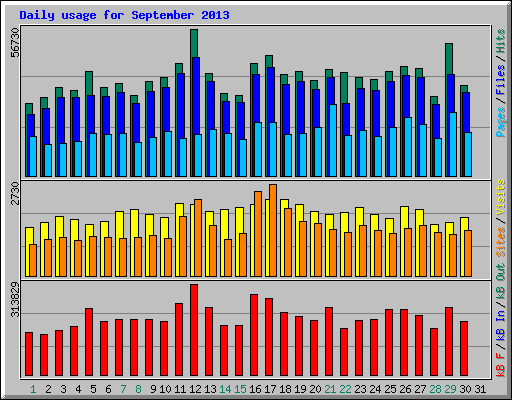 Daily usage for September 2013
56730
Pages / Files / Hits
2730
Sites / Visits
313829
kB F / kB In / kB Out
1 2 3 4 5 6 7 8 9 10 11 12 13 14 15 16 17 18 19 20 21 22 23 24 25 26 27 28 29 30 31